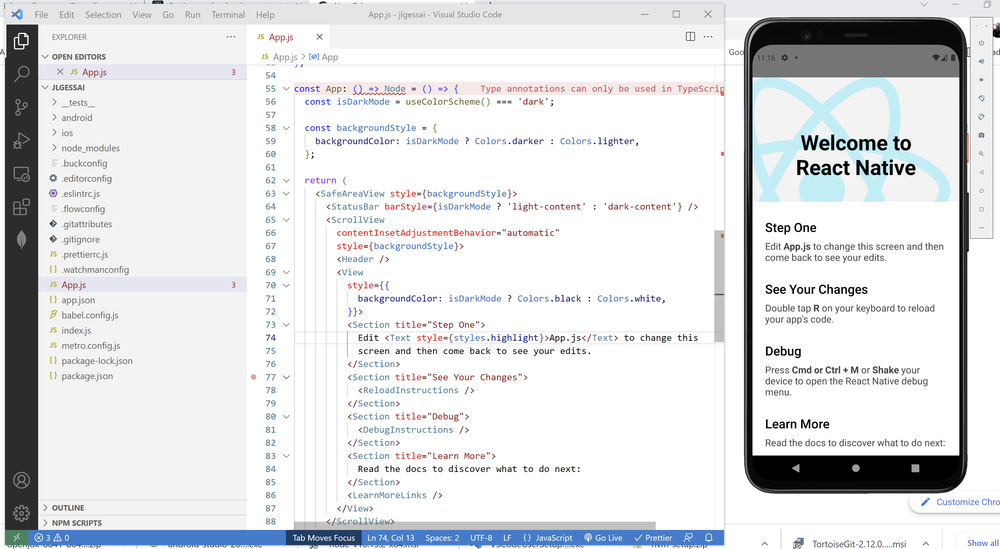 File Edit Selection View Go Run Terminal Help
App.js - jlgessai - Visual Studio Code
EXPLORER
OPEN EDITORS
JS App.js 3
JLGESSAI
__tests__
android
ios
node_modules
.buckconfig
.editorconfig
.eslintrc.js
.flowconfig
.gitattributes
.gitignore
JS .prettierrc.js
{} .watchmanconfig
JS App.js 3
{} app.json
babel.config.js
JS index.js
JS metro.config.js
{} package-lock.json
{} package.json
OUTLINE
NPM SCRIPTS
JS App.js
JS App.js > App
54
55 const App: () => Node = () => { Type annotations can only be used in TypeScrip
56 const isDarkMode = useColorScheme() === 'dark';
57
58 const backgroundStyle = {
59 backgroundColor: isDarkMode ? Colors.darker : Colors.lighter,
60 };
61
62 return (
63 <SafeAreaView style={backgroundStyle}>
64 <StatusBar barStyle={isDarkMode ? 'light-content' : 'dark-content'} />
65 <ScrollView
66 contentInsetAdjustmentBehavior="automatic"
67 style={backgroundStyle}>
68 <Header />
69 <View
70 style={{
71 backgroundColor: isDarkMode ? Colors.black : Colors.white,
72 }}>
73 <Section title="Step One">
74 Edit <Text style={styles.highlight}>App.js</Text> to change this
75 screen and then come back to see your edits.
76 </Section>
77 <Section title="See Your Changes">
78 <ReloadInstructions />
79 </Section>
80 <Section title="Debug">
81 <DebugInstructions />
82 </Section>
83 <Section title="Learn More">
84 Read the docs to discover what to do next:
85 </Section>
86 <LearnMoreLinks />
87 </View>
88 </ScrollView>
3 0
Tab Moves Focus Ln 74, Col 13 Spaces: 2 UTF-8 LF {} JavaScript Go Live Prettier
Goo
11:16
Welcome to
React Native
Step One
Edit App.js to change this screen and then
come back to see your edits.
See Your Changes
Double tap R on your keyboard to reload
your app's code.
Debug
Press Cmd or Ctrl + M or Shake your
device to open the React Native debug
menu.
Learn More
Read the docs to discover what to do next:
Customize Chro
TortoiseGit-2.12.0.....msi
Show all